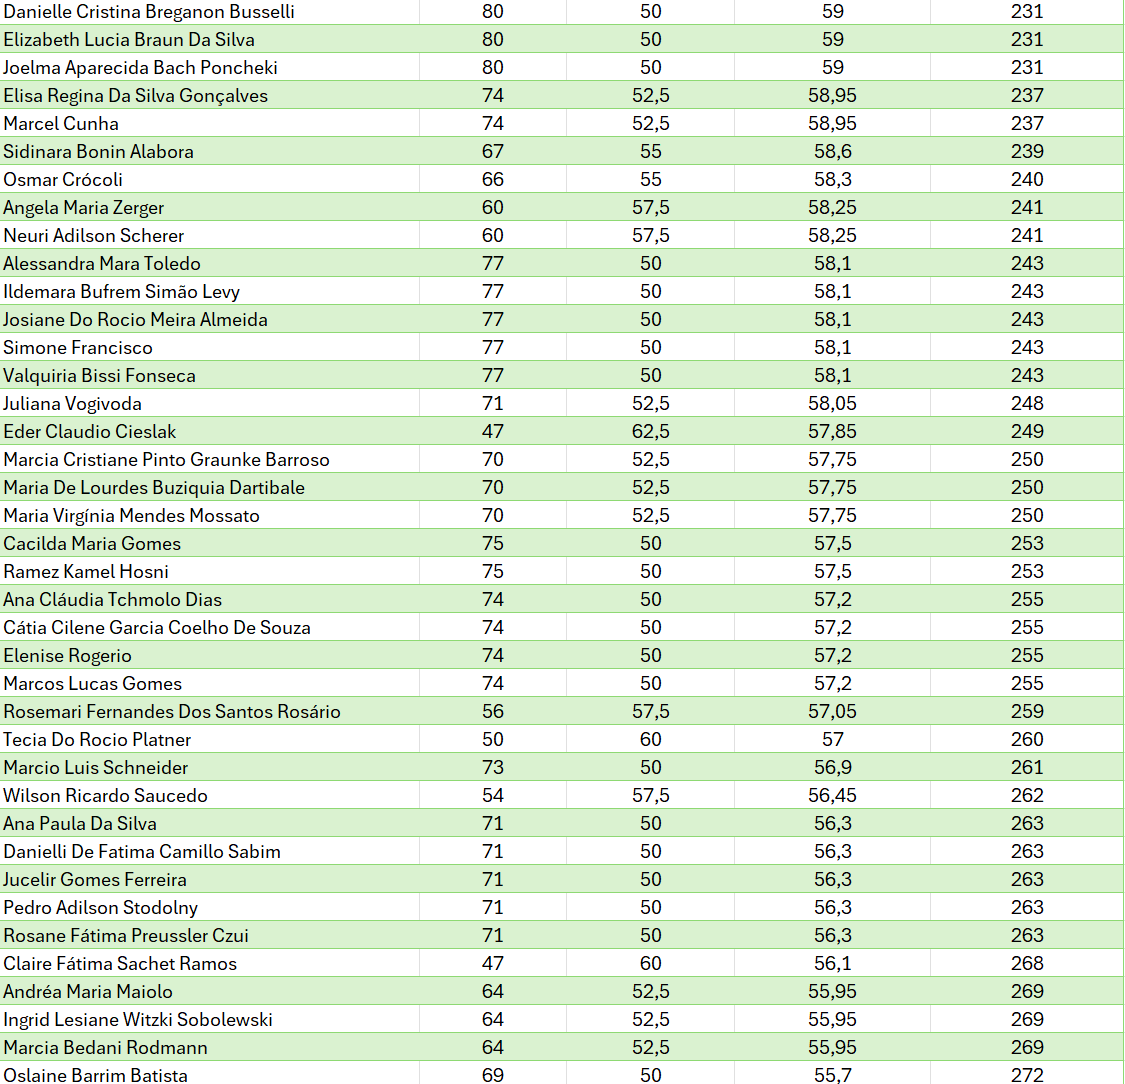 Danielle Cristina Breganon Busselli 80 50 59 231
Elizabeth Lucia Braun Da Silva 80 50 59 231
Joelma Aparecida Bach Poncheki 80 50 59 231
Elisa Regina Da Silva Gonçalves 74 52,5 58,95 237
Marcel Cunha 74 52,5 58,95 237
Sidinara Bonin Alabora 67 55 58,6 239
Osmar Crócoli 66 55 58,3 240
Angela Maria Zerger 60 57,5 58,25 241
Neuri Adilson Scherer 60 57,5 58,25 241
Alessandra Mara Toledo 77 50 58,1 243
Ildemara Bufrem Simão Levy 77 50 58,1 243
Josiane Do Rocio Meira Almeida 77 50 58,1 243
Simone Francisco 77 50 58,1 243
Valquiria Bissi Fonseca 77 50 58,1 243
Juliana Vogivoda 71 52,5 58,05 248
Eder Claudio Cieslak 47 62,5 57,85 249
Marcia Cristiane Pinto Graunke Barroso 70 52,5 57,75 250
Maria De Lourdes Buziquia Dartibale 70 52,5 57,75 250
Maria Virgínia Mendes Mossato 70 52,5 57,75 250
Cacilda Maria Gomes 75 50 57,5 253
Ramez Kamel Hosni 75 50 57,5 253
Ana Cláudia Tchmolo Dias 74 50 57,2 255
Cátia Cilene Garcia Coelho De Souza 74 50 57,2 255
Elenise Rogerio 74 50 57,2 255
Marcos Lucas Gomes 74 50 57,2 255
Rosemari Fernandes Dos Santos Rosário 56 57,5 57,05 259
Tecia Do Rocio Platner 50 60 57 260
Marcio Luis Schneider 73 50 56,9 261
Wilson Ricardo Saucedo 54 57,5 56,45 262
Ana Paula Da Silva 71 50 56,3 263
Danielli De Fatima Camillo Sabim 71 50 56,3 263
Jucelir Gomes Ferreira 71 50 56,3 263
Pedro Adilson Stodolny 71 50 56,3 263
Rosane Fátima Preussler Czui 71 50 56,3 263
Claire Fátima Sachet Ramos 47 60 56,1 268
Andréa Maria Maiolo 64 52,5 55,95 269
Ingrid Lesiane Witzki Sobolewski 64 52,5 55,95 269
Marcia Bedani Rodmann 64 52,5 55,95 269
Oslaine Barrim Batista 69 50 55,7 272